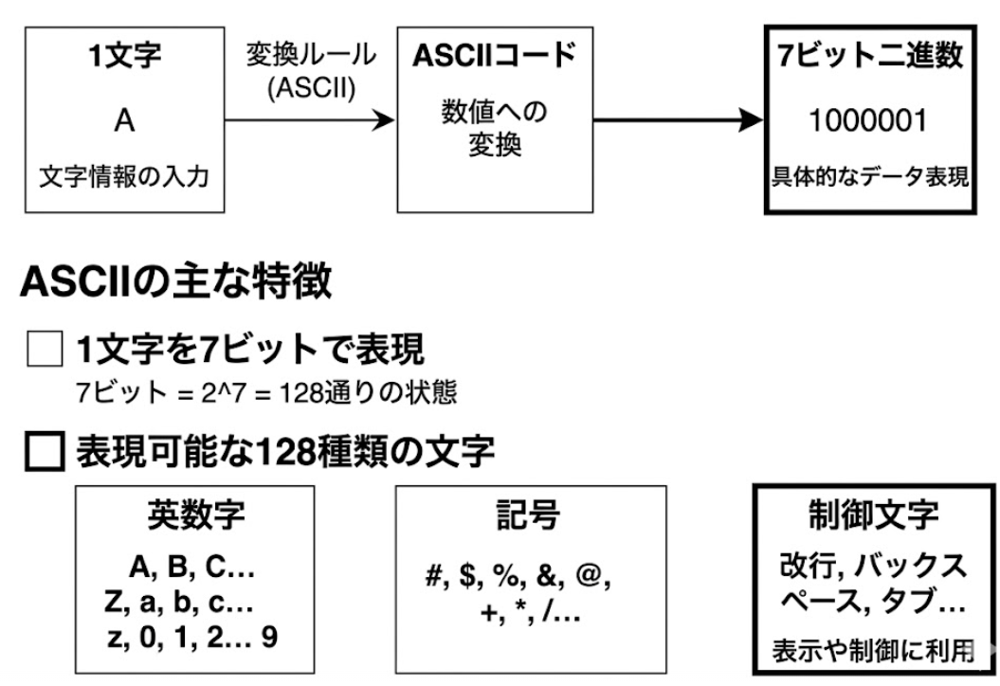 1文字
A
文字情報の入力
変換ルール
(ASCII)
ASCIIコード
数値への
変換
7ビット二進数
1000001
具体的なデータ表現
ASCIIの主な特徴
1文字を7ビットで表現
7ビット = 2^7 = 128通りの状態
表現可能な128種類の文字
英数字
A, B, C…
Z, a, b, c…
z, 0, 1, 2… 9
記号
#, $, %, &, @,
+, *, /…
制御文字
改行, バックス
ペース, タブ…
表示や制御に利用